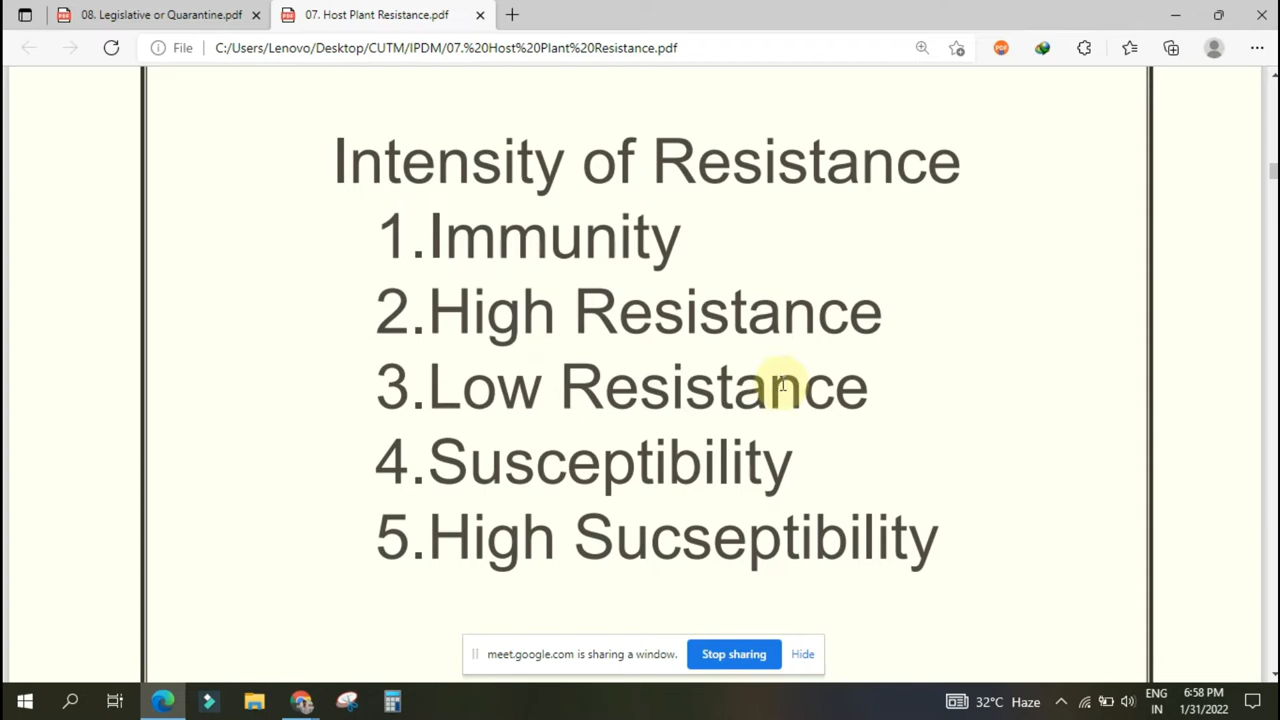 08. Legislative or Quarantine.pdf
07. Host Plant Resistance.pdf
File
C:/Users/Lenovo/Desktop/CUTM/IPDM/07.%20Host%20Plant%20Resistance.pdf
Intensity of Resistance
1.Immunity
2.High Resistance
3.Low Resistance
4.Susceptibility
5.High Sucseptibility
meet.google.com is sharing a window. Stop sharing Hide
32°C Haze
ENG
IN
6:58 PM
1/31/2022